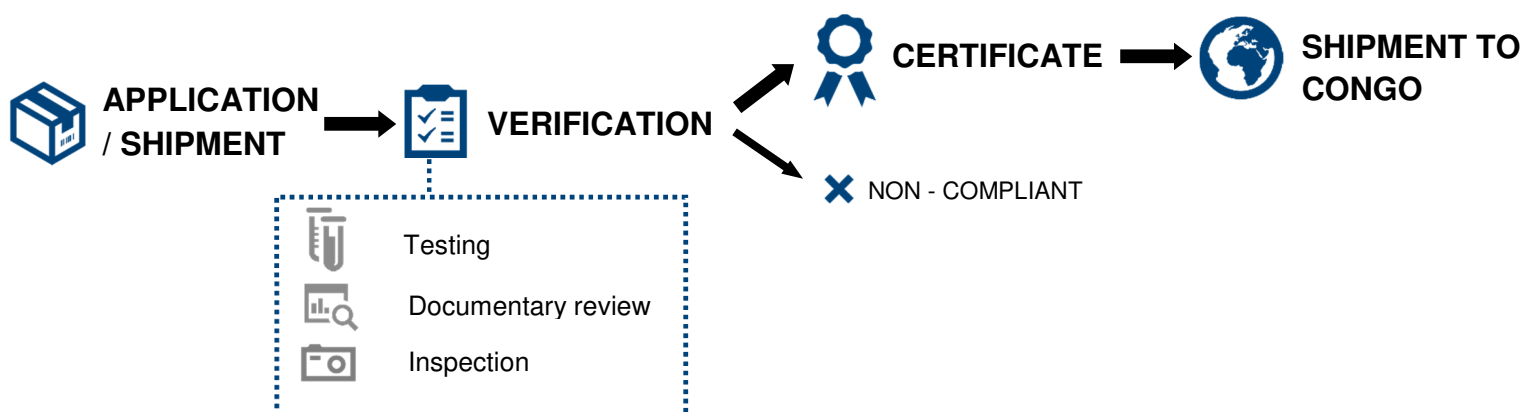 APPLICATION
/ SHIPMENT
VERIFICATION
CERTIFICATE
SHIPMENT TO
CONGO
NON - COMPLIANT
Testing
Documentary review
Inspection